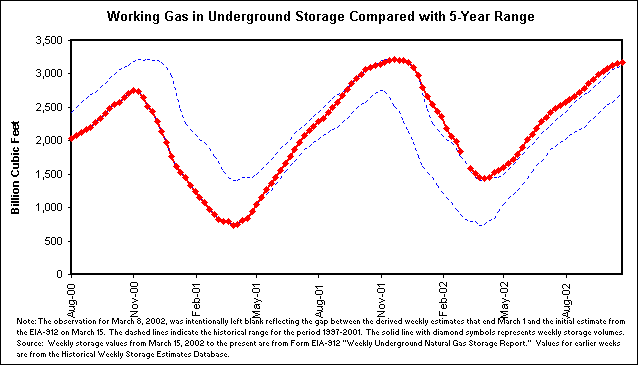 Working Gas in Underground Storage Compared with 5-Year Range
Billion Cubic Feet
3,500
3,000
2,500
2,000
1,500
1,000
500
0
Aug-00
Nov-00
Feb-01
May-01
Aug-01
Nov-01
Feb-02
May-02
Aug-02
Note: The observation for March 8, 2002, was intentionally left blank reflecting the gap between the derived weekly estimates that end March 1 and the initial estimate from
the EIA-912 on March 15. The dashed lines indicate the historical range for the period 1997-2001. The solid line with diamond symbols represents weekly storage volumes.
Source: Weekly storage values from March 15, 2002 to the present are from Form EIA-912 "Weekly Underground Natural Gas Storage Report." Values for earlier weeks
are from the Historical Weekly Storage Estimates Database.